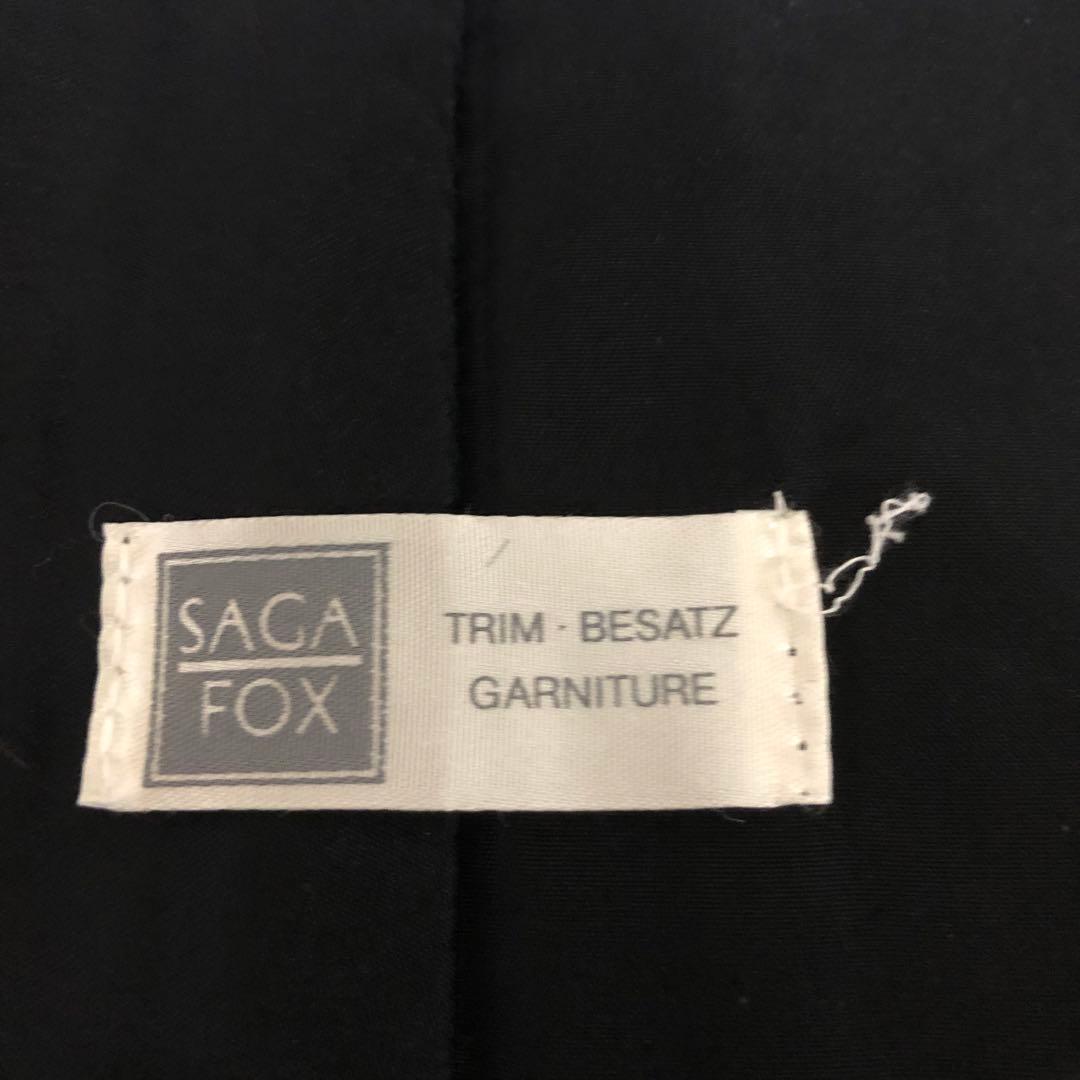 SAGA
FOX
TRIM · BESATZ
GARNITURE